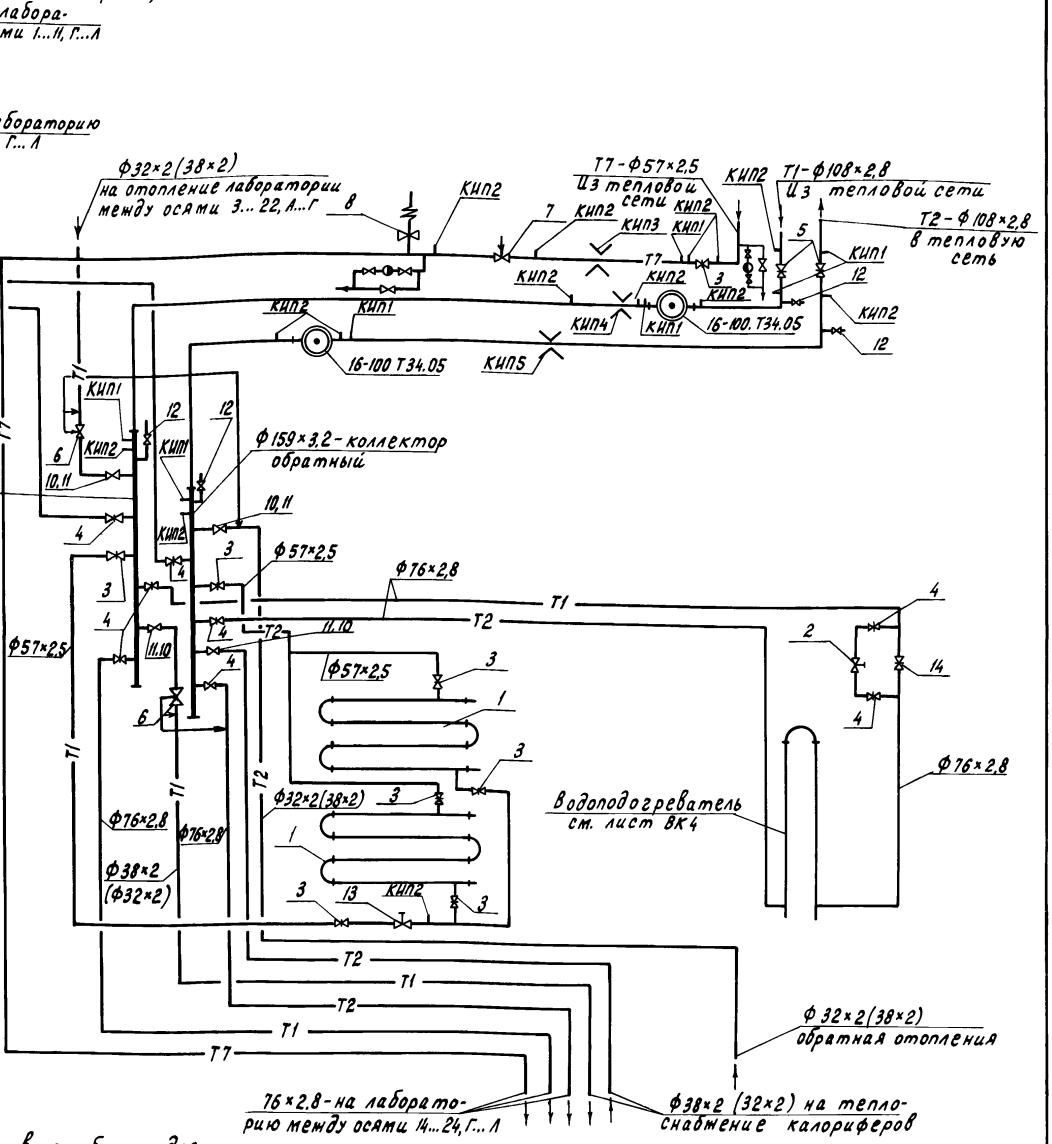 лабора-
ми 1...11, Г...Л
бораторию
Г...Л
Ф32×2 (38×2)
на отопление лаборатории
между осями 3...22, А...Г
8
КИП2
7
КИП2
КИП3
Т7-Ф57×2,5
Из тепловой
сети
КИП2
КИП1
КИП2
Т1-Ф108×2,8
Из тепловой сети
Т2-Ф108×2,8
в тепловую
сеть
5
КИП1
12
Т7
3
КИП2
КИП2
КИП2
КИП4
КИП1
16-100.Т34.05
КИП2
12
КИП2
КИП1
16-100 Т34.05
КИП5
Т1
Т7
КИП1
12
12
6
КИП2
КИП1
Ф159×3,2-коллектор
обратный
10,11
КИП2
10,11
4
4
3
Ф57×2,5
3
Ф76×2,8
Т1
4
4
Т2
Т2
4
11.10
11.10
2
14
Ф57×2,5
4
Ф57×2,5
3
4
6
1
Т1
Т1
Т2
3
Ф76×2,8
Ф32×2(38×2)
3
Водоподогреватель
см. лист ВК4
Ф76×2,8
Ф76×2,8
1
Ф38×2
(Ф32×2)
3
13
КИП2
3
Т2
Т1
Т2
Т1
Т7
Ф32×2(38×2)
обратная отопления
76×2,8-на лаборато-
рию между осями 14...24, Г...Л
Ф38×2 (32×2) на тепло-
снабжение калориферов